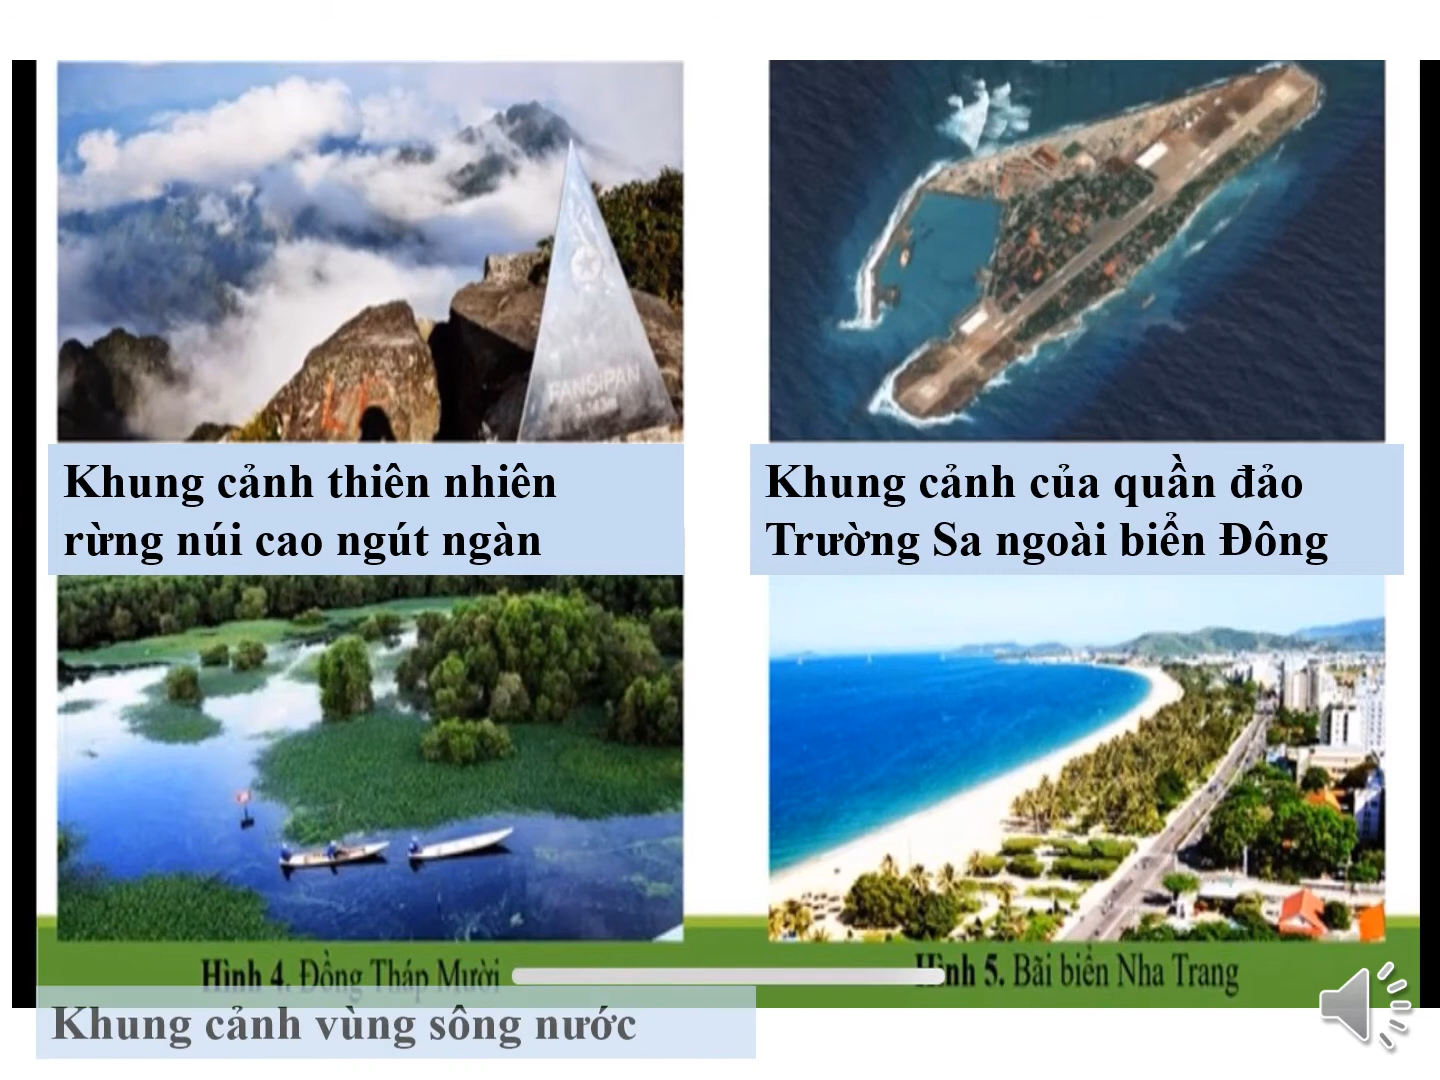 FANSIPAN
Khung cảnh thiên nhiên
rừng núi cao ngút ngàn
Khung cảnh của quần đảo
Trường Sa ngoài biển Đông
Hình 4. Đồng Tháp Mười
Hình 5. Bãi biển Nha Trang
Khung cảnh vùng sông nước